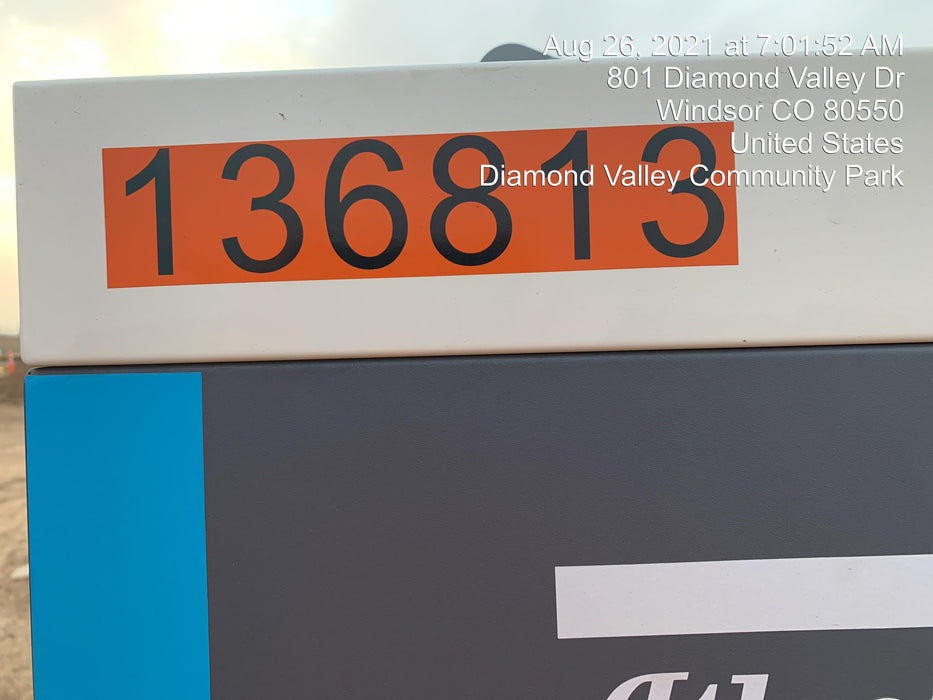 Aug 26, 2021 at 7:01:52 AM
801 Diamond Valley Dr
Windsor CO 80550
United States
Diamond Valley Community Park
136813